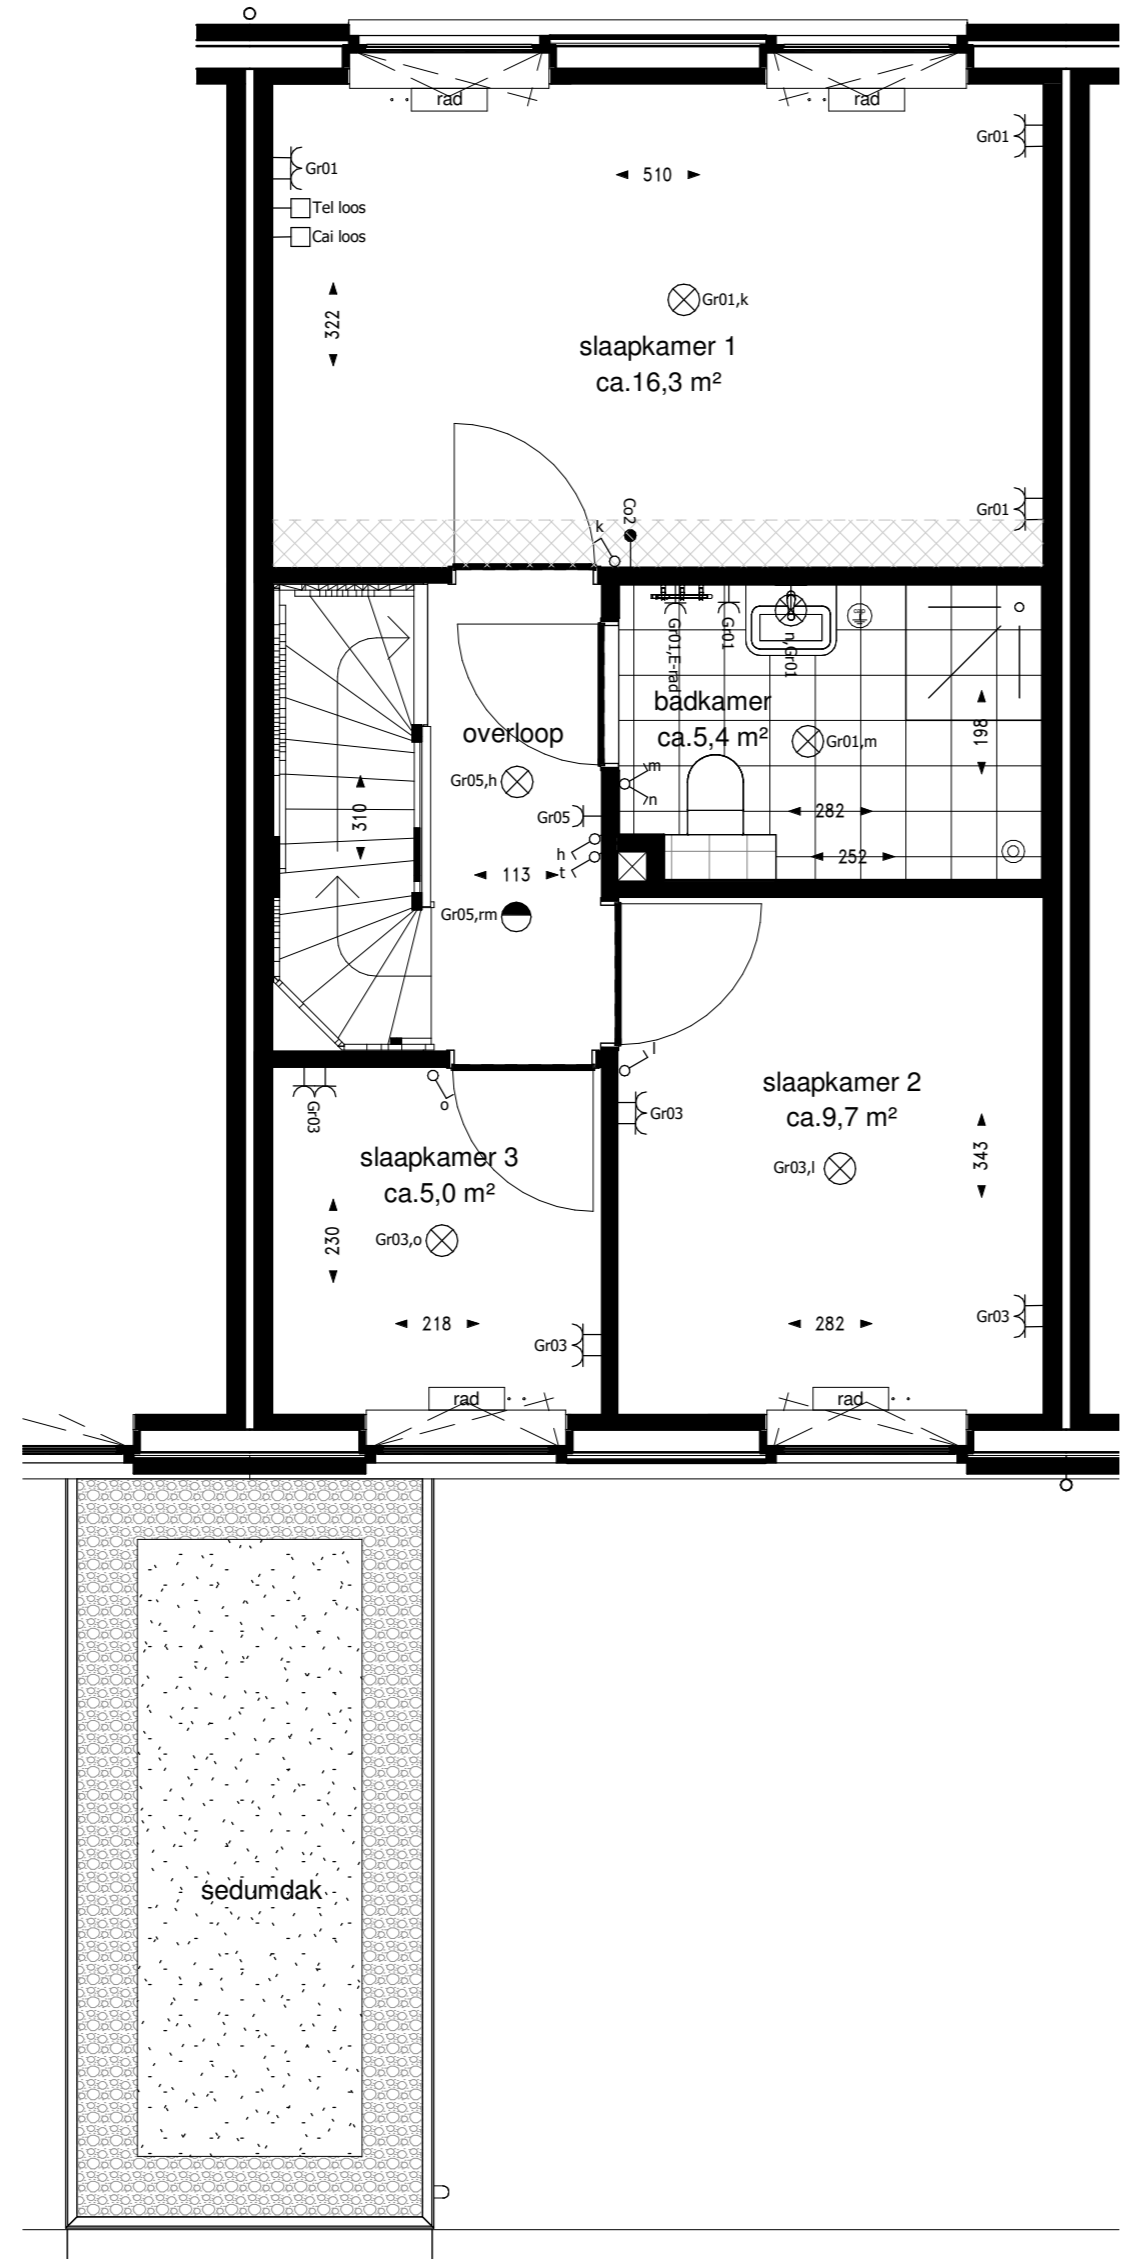 rad
rad
Gr01
Gr01
510
Tel loos
Cai loos
322
Gr01,k
slaapkamer 1
ca.16,3 m²
Gr01
k
Co2
Gr01,E-rad
Gr01
n,Gr01
badkamer
ca.5,4 m²
198
overloop
Gr01,m
Gr05,h
m
n
310
Gr05
282
h
252
t
113
Gr05,rm
l
slaapkamer 2
ca.9,7 m²
o
Gr03
Gr03
slaapkamer 3
ca.5,0 m²
343
Gr03,l
230
Gr03,o
218
282
Gr03
Gr03
rad
rad
sedumdak